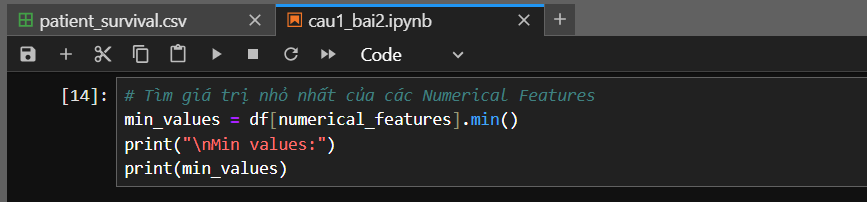 patient_survival.csv
cau1_bai2.ipynb
Code
[14]:
# Tìm giá trị nhỏ nhất của các Numerical Features
min_values = df[numerical_features].min()
print("\nMin values:")
print(min_values)